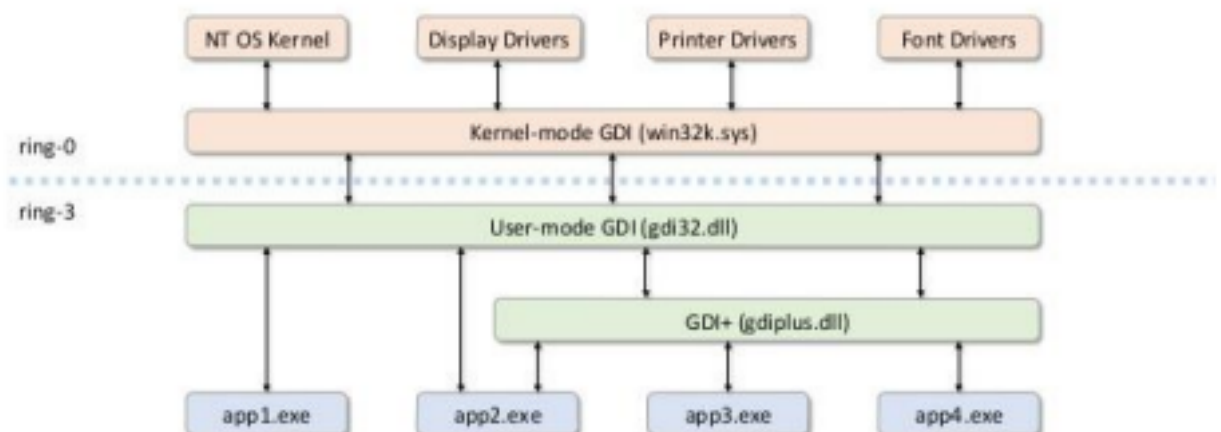 NT OS Kernel
Display Drivers
Printer Drivers
Font Drivers
Kernel-mode GDI (win32k.sys)
ring-0
ring-3
User-mode GDI (gdi32.dll)
GDI+ (gdiplus.dll)
app1.exe
app2.exe
app3.exe
app4.exe